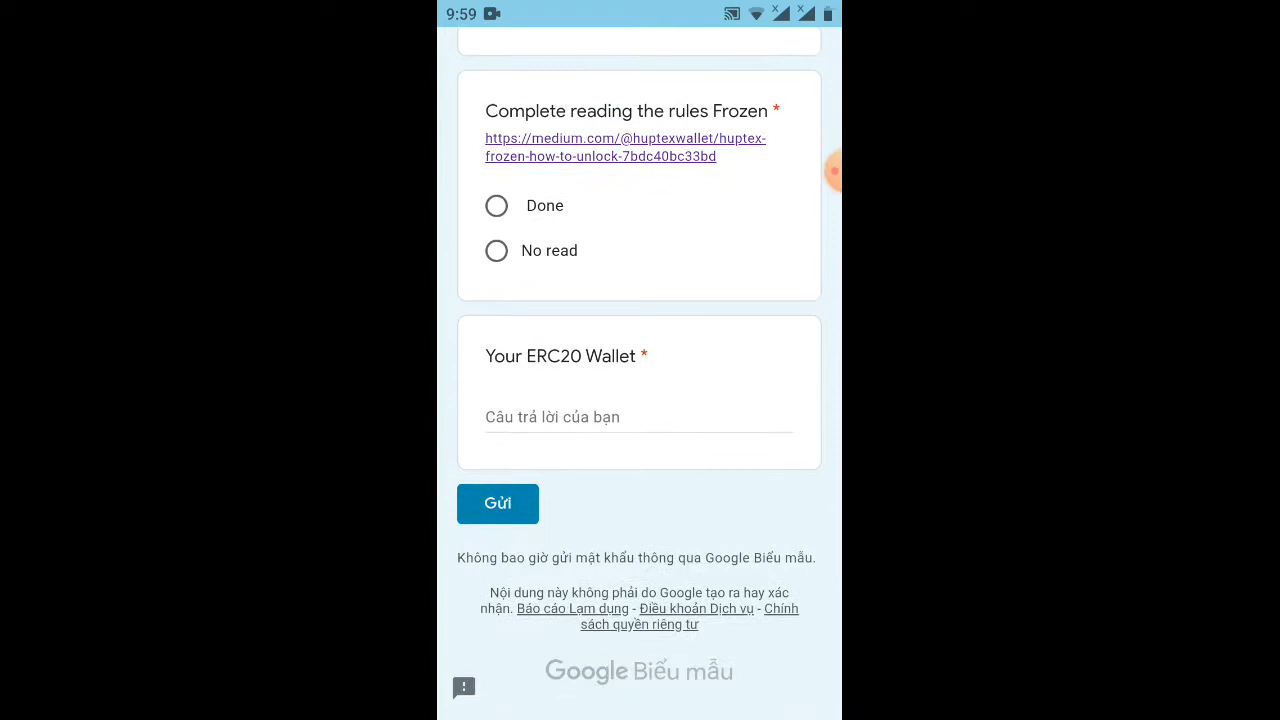 9:59
Complete reading the rules Frozen *
https://medium.com/@huptexwallet/huptex-
frozen-how-to-unlock-7bdc40bc33bd
Done
No read
Your ERC20 Wallet *
Câu trả lời của bạn
Gửi
Không bao giờ gửi mật khẩu thông qua Google Biểu mẫu.
Nội dung này không phải do Google tạo ra hay xác
nhận. Báo cáo Lạm dụng - Điều khoản Dịch vụ - Chính
sách quyền riêng tư
Google Biểu mẫu